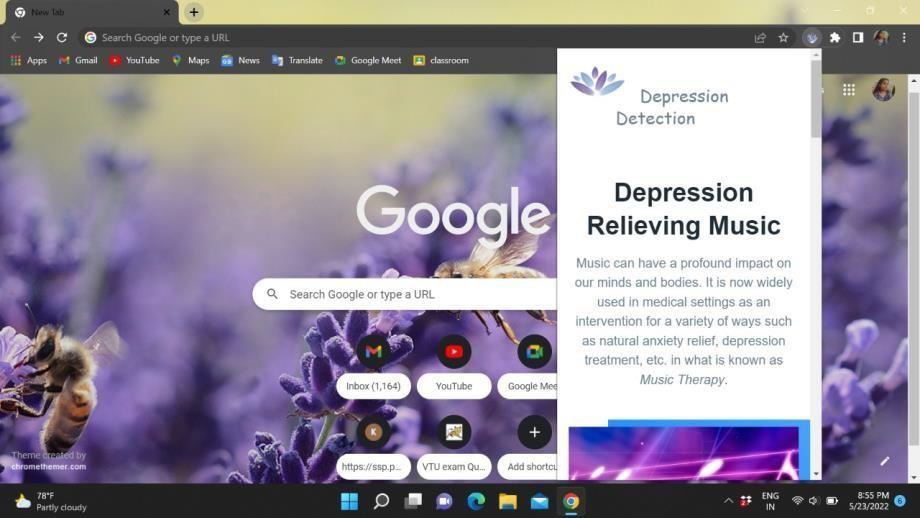 New Tab
Search Google or type a URL
Apps
Gmail
YouTube
Maps
News
Translate
Google Meet
classroom
Depression
Detection
Depression
Relieving Music
Music can have a profound impact on
our minds and bodies. It is now widely
used in medical settings as an
intervention for a variety of ways such
as natural anxiety relief, depression
treatment, etc. in what is known as
Music Therapy.
Google
Search Google or type a URL
Inbox (1,164)
YouTube
Google Mee
https://ssp.p...
VTU exam Qu...
Add shortcu
Theme created by
chromethemer.com
78°F
Partly cloudy
ENG
IN
8:55 PM
5/23/2022
6